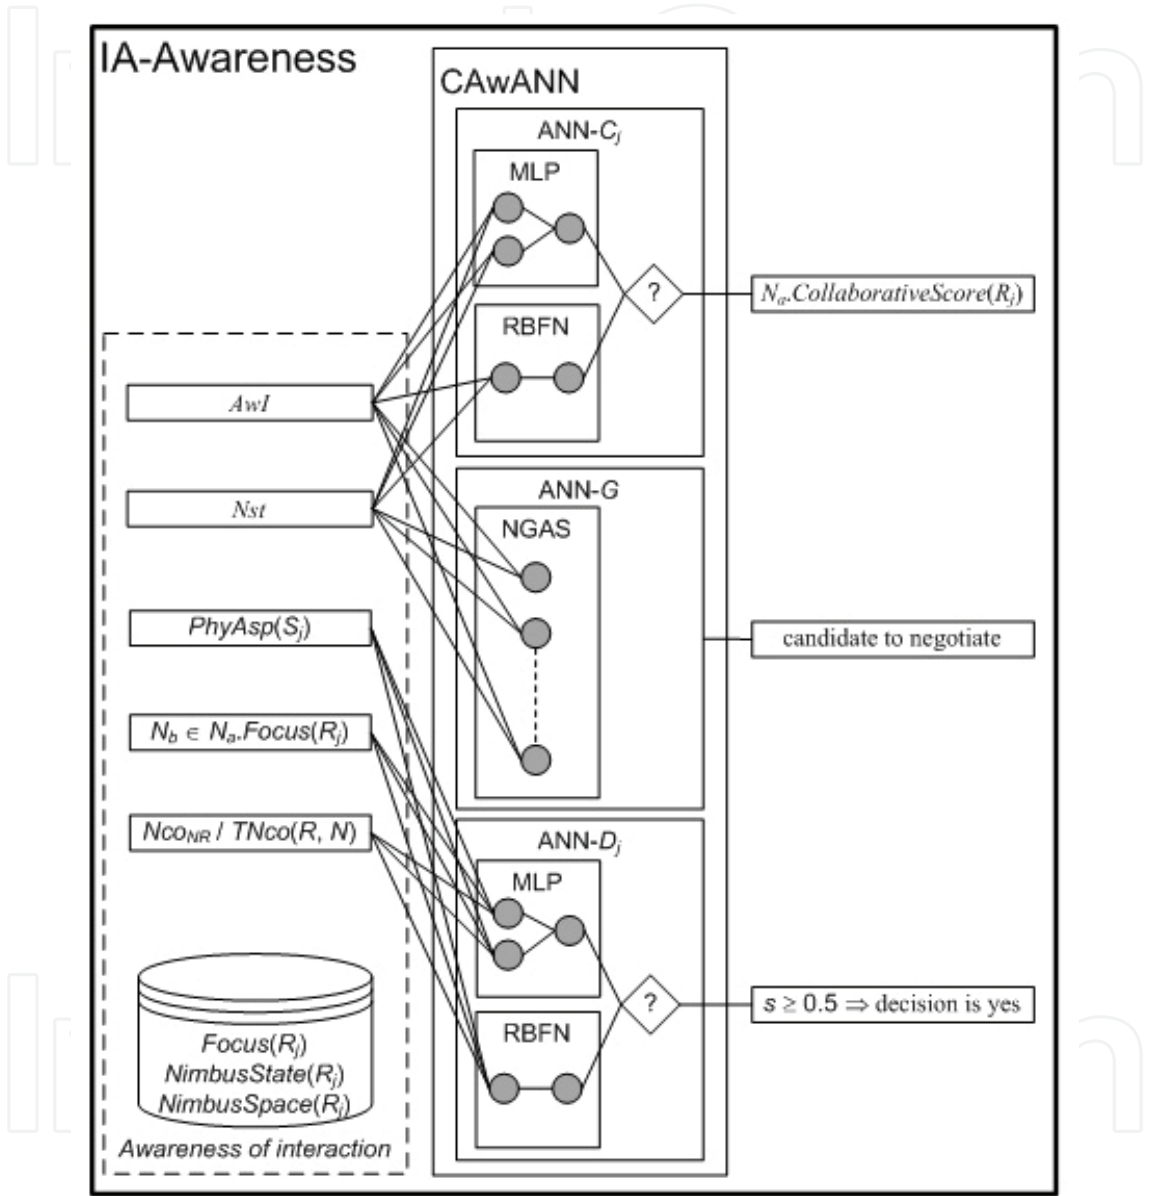 IA-Awareness
CAwANN
ANN-Cj
MLP
?
Na.CollaborativeScore(Rj)
RBFN
AwI
Nst
ANN-G
NGAS
PhyAsp(Sj)
candidate to negotiate
Nb ∈ Na.Focus(Rj)
NcoNR / TNco(R, N)
ANN-Dj
MLP
?
s ≥ 0.5 ⇒ decision is yes
RBFN
Focus(Rj)
NimbusState(Rj)
NimbusSpace(Rj)
Awareness of interaction